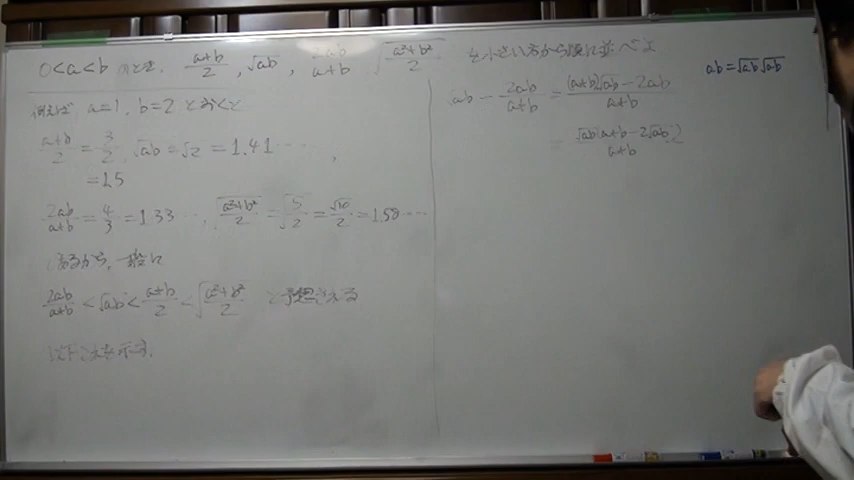 0<a<b のとき, (a+b)/2, √ab, 2ab/(a+b), √((a²+b²)/2) を小さい方から順に並べよ
例えば a=1, b=2 とおくと
(a+b)/2 = 3/2 = 1.5, √ab = √2 = 1.41…,
2ab/(a+b) = 4/3 = 1.33…, √((a²+b²)/2) = √(5/2) = √10/2 = 1.58…
であるから, 一般に
2ab/(a+b) < √ab < (a+b)/2 < √((a²+b²)/2) と予想される
以下これを示す.
√ab − 2ab/(a+b) = ((a+b)√ab − 2ab)/(a+b)
= √ab(a+b−2√ab)/(a+b)
ab=√ab√ab